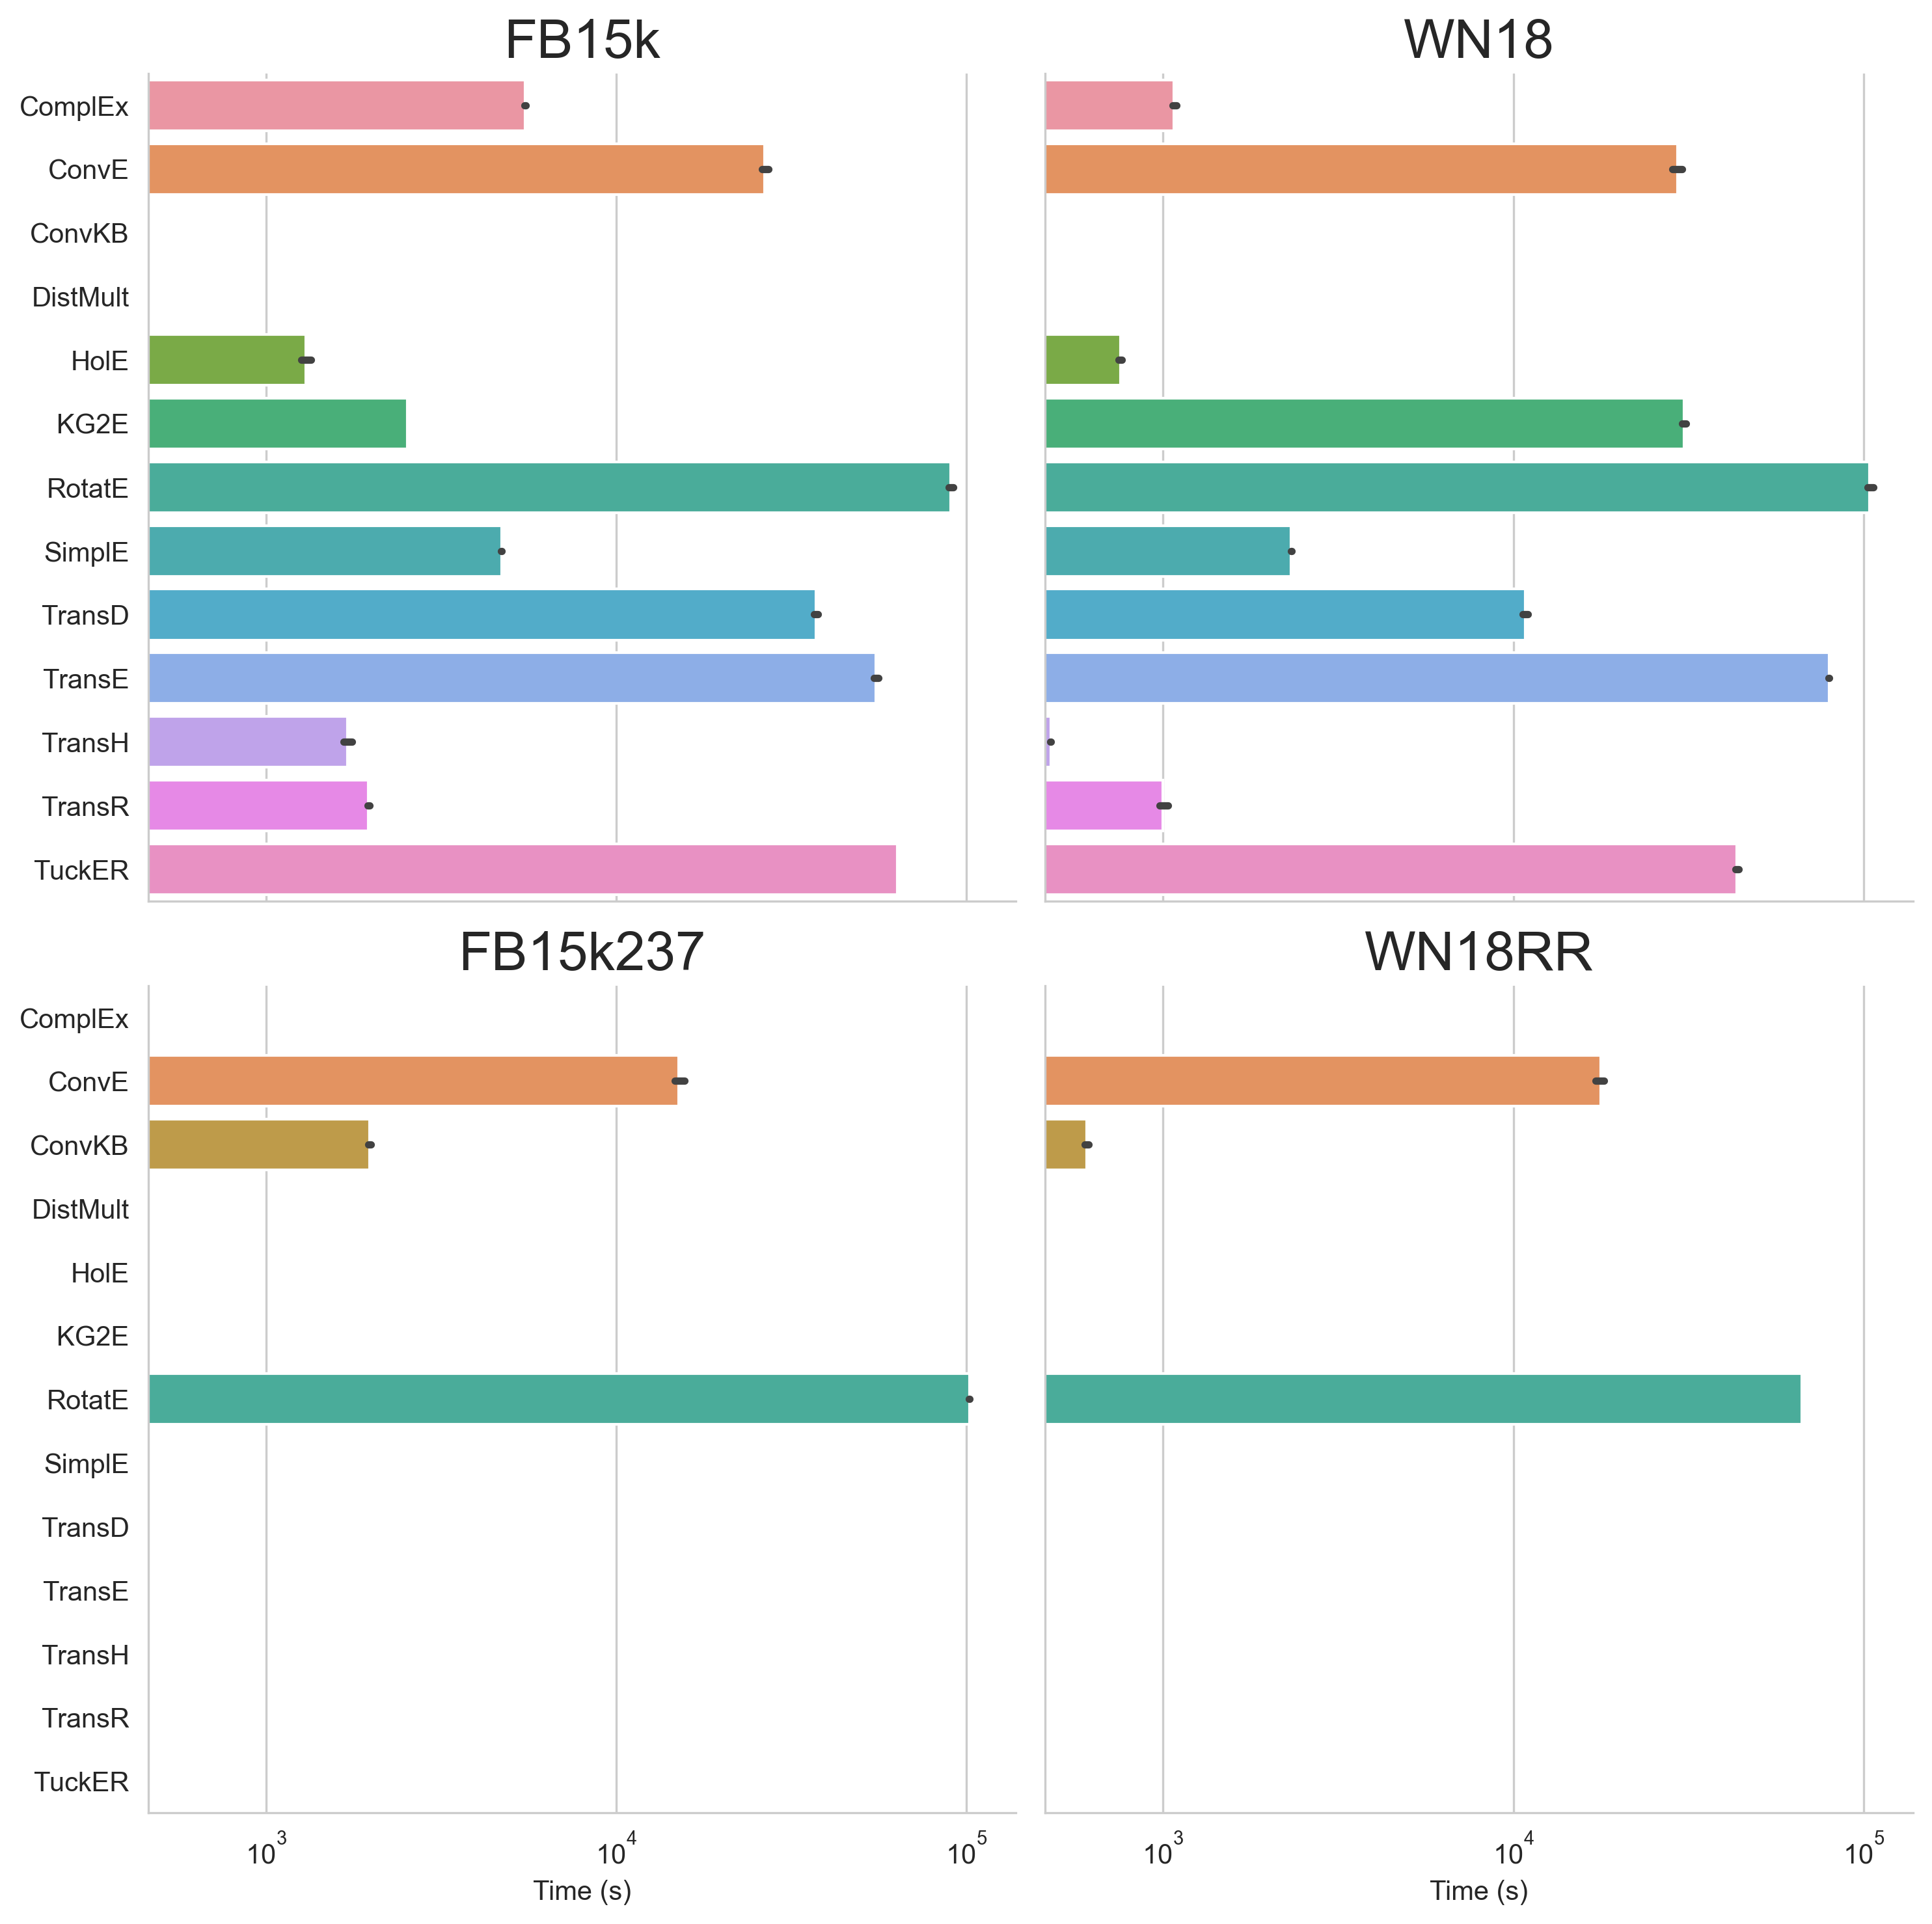 FB15k
WN18
ComplEx
ConvE
ConvKB
DistMult
HolE
KG2E
RotatE
SimplE
TransD
TransE
TransH
TransR
TuckER
FB15k237
WN18RR
ComplEx
ConvE
ConvKB
DistMult
HolE
KG2E
RotatE
SimplE
TransD
TransE
TransH
TransR
TuckER
10³ 10⁴ 10⁵
10³ 10⁴ 10⁵
Time (s)
Time (s)